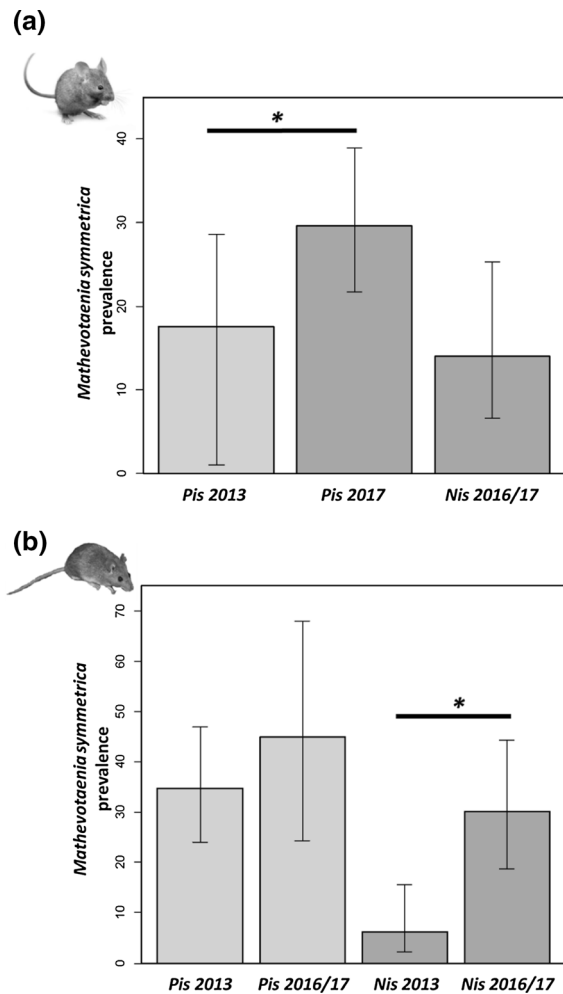 (a)
Mathevotaenia symmetrica
prevalence
40
30
20
10
0
*
Pis 2013 Pis 2017 Nis 2016/17
(b)
Mathevotaenia symmetrica
prevalence
70
60
50
40
30
20
10
0
*
Pis 2013 Pis 2016/17 Nis 2013 Nis 2016/17